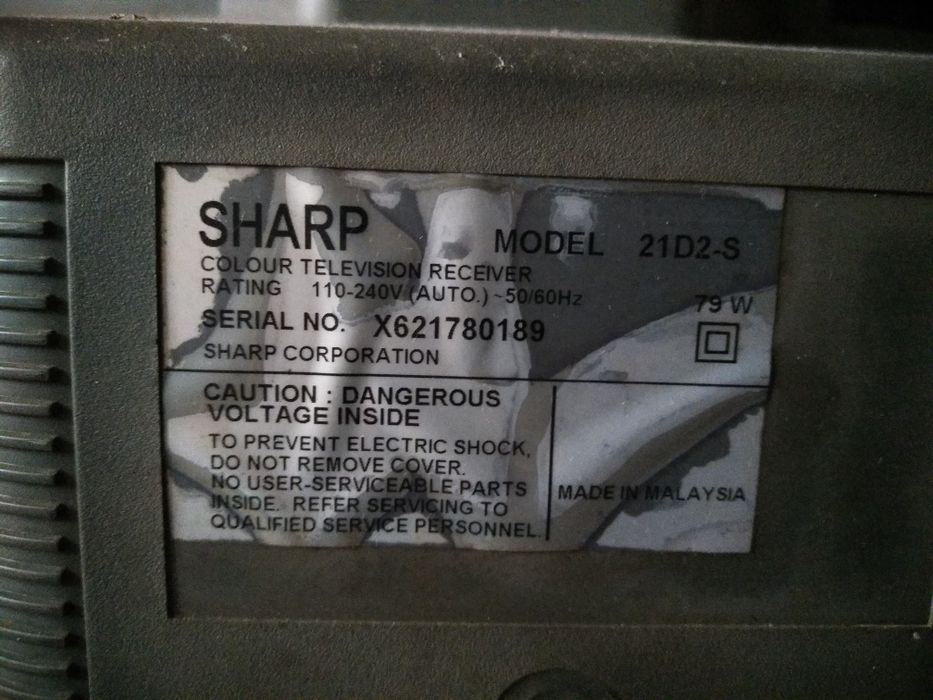 SHARP MODEL 21D2-S
COLOUR TELEVISION RECEIVER
RATING 110-240V (AUTO.) ~ 50/60Hz 79 W
SERIAL NO. X621780189
SHARP CORPORATION
CAUTION : DANGEROUS
VOLTAGE INSIDE
TO PREVENT ELECTRIC SHOCK,
DO NOT REMOVE COVER.
NO USER-SERVICEABLE PARTS
INSIDE. REFER SERVICING TO
QUALIFIED SERVICE PERSONNEL.
MADE IN MALAYSIA